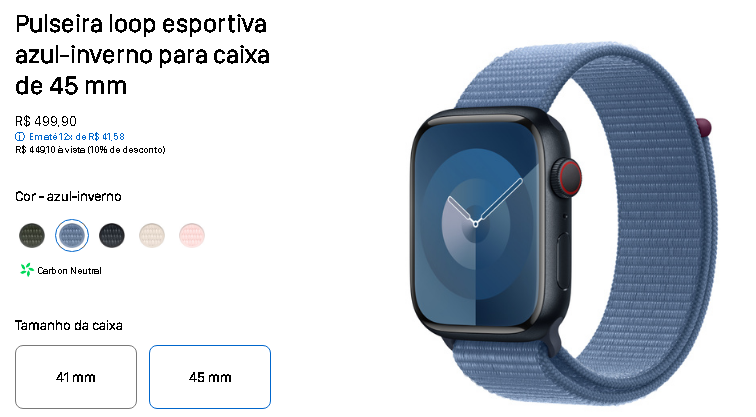 Pulseira loop esportiva
azul-inverno para caixa
de 45 mm
R$ 499,90
Em até 12x de R$ 41,58
R$ 449,10 à vista (10% de desconto)
Cor - azul-inverno
Carbon Neutral
Tamanho da caixa
41 mm
45 mm